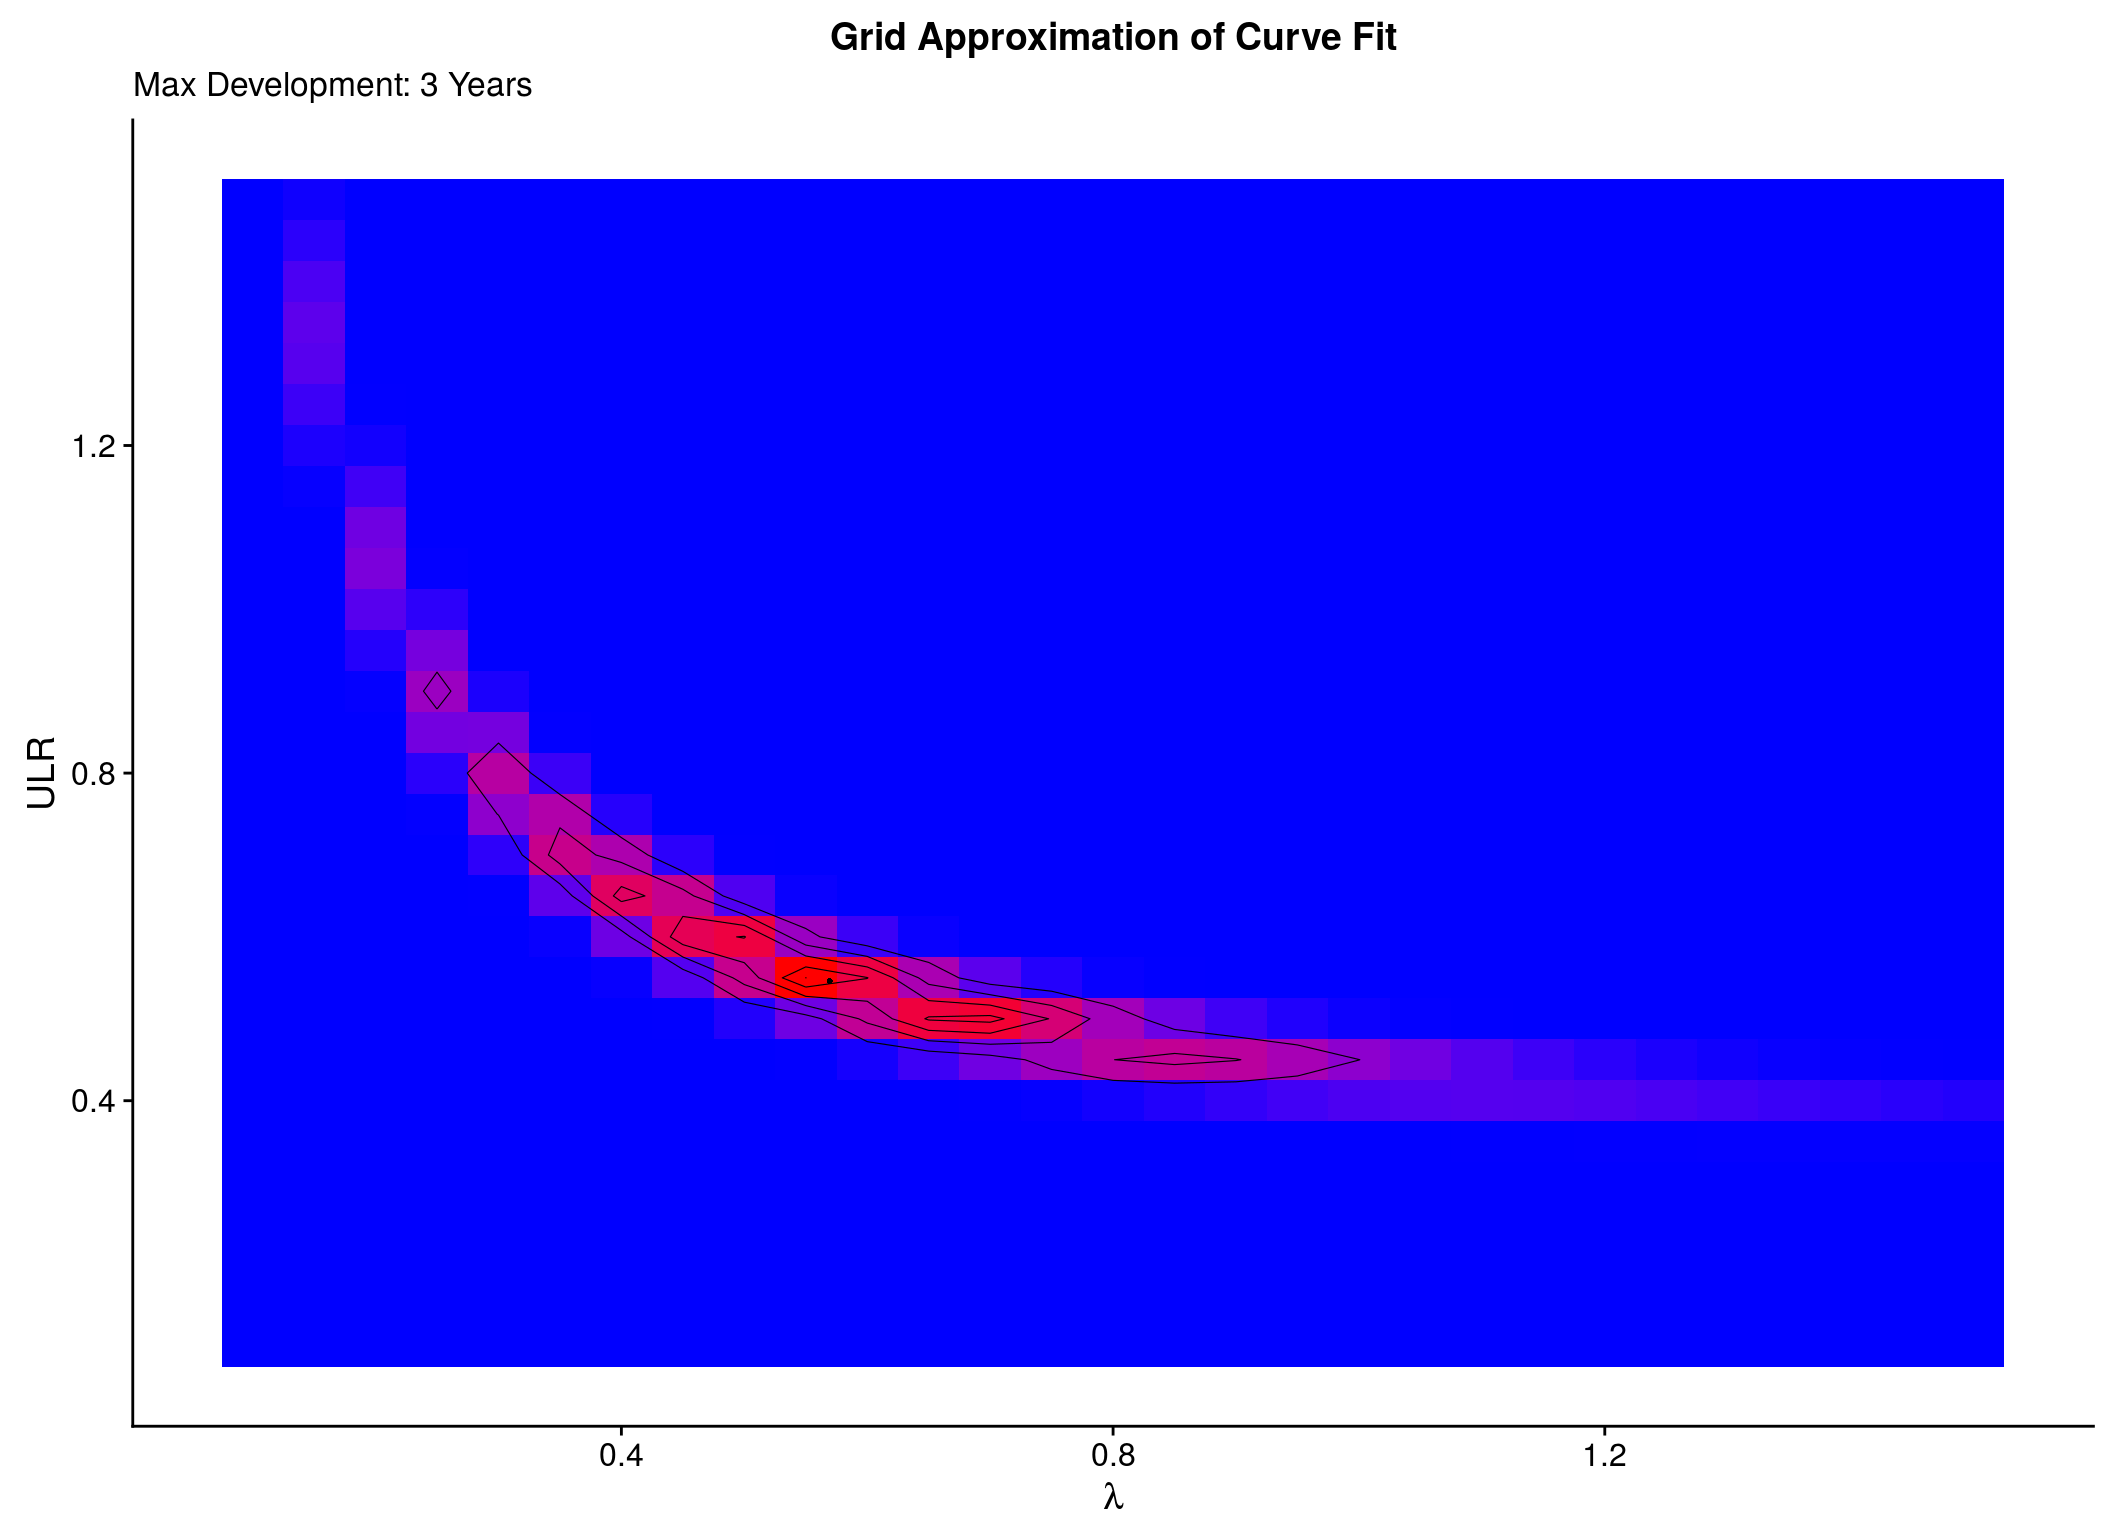 Grid Approximation of Curve Fit
Max Development: 3 Years
ULR
1.2
0.8
0.4
0.4 0.8 1.2
λ